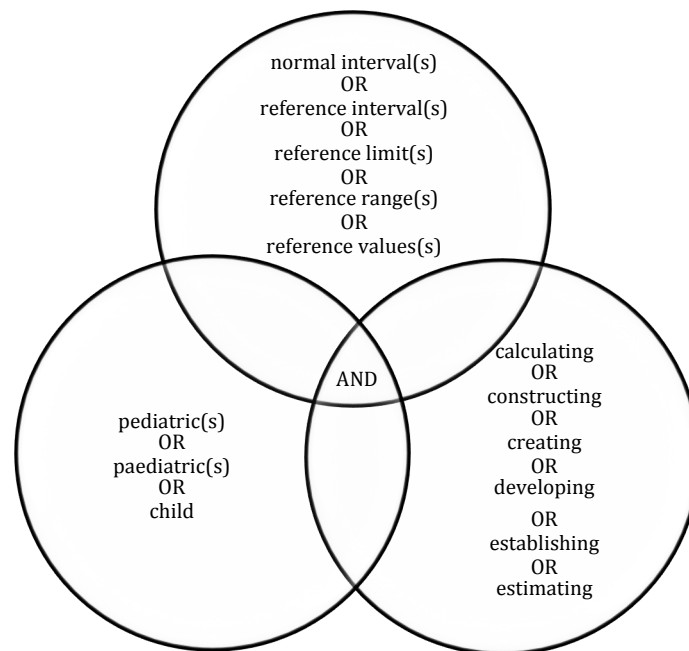 normal interval(s)
OR
reference interval(s)
OR
reference limit(s)
OR
reference range(s)
OR
reference values(s)
AND
pediatric(s)
OR
paediatric(s)
OR
child
calculating
OR
constructing
OR
creating
OR
developing
OR
establishing
OR
estimating